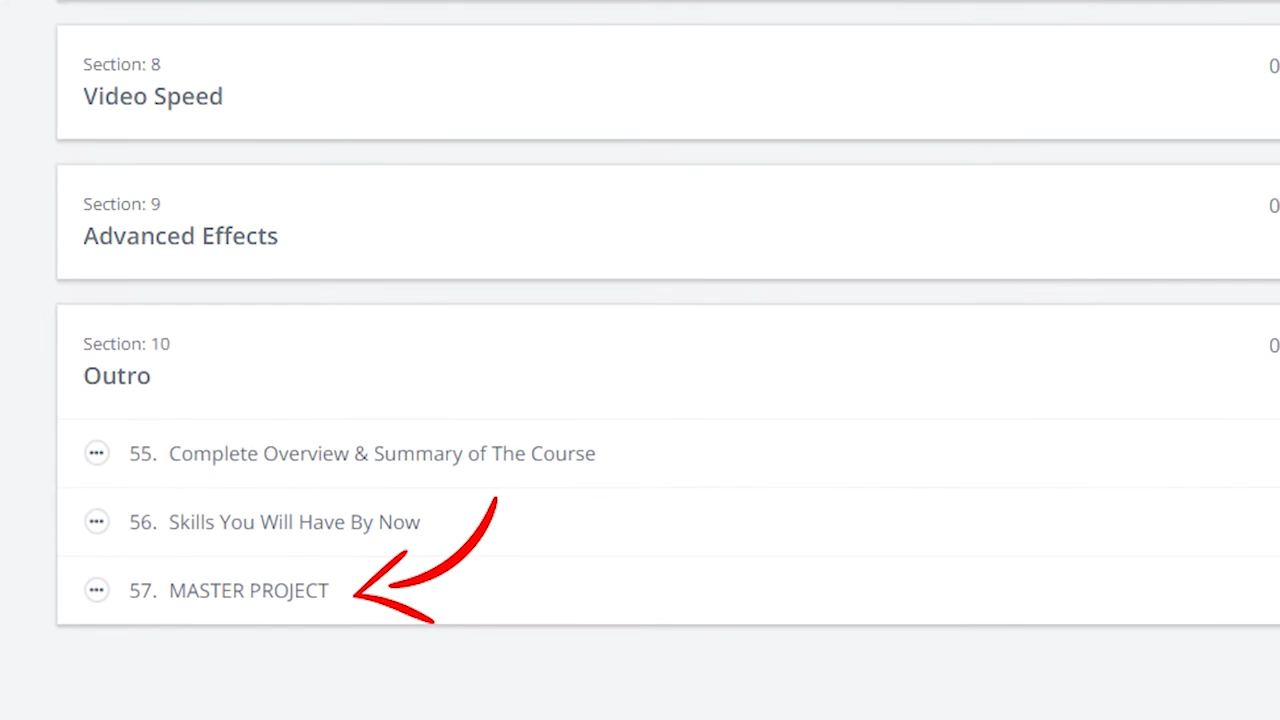 Section: 8
0
Video Speed
Section: 9
0
Advanced Effects
Section: 10
0
Outro
55. Complete Overview & Summary of The Course
56. Skills You Will Have By Now
57. MASTER PROJECT